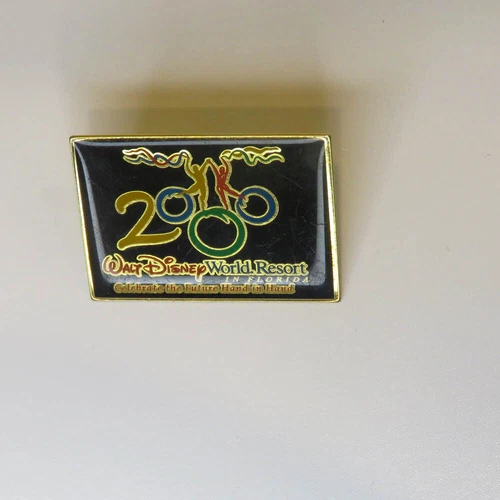 2000
Walt Disney World Resort
IN FLORIDA
Celebrate the Future Hand in Hand